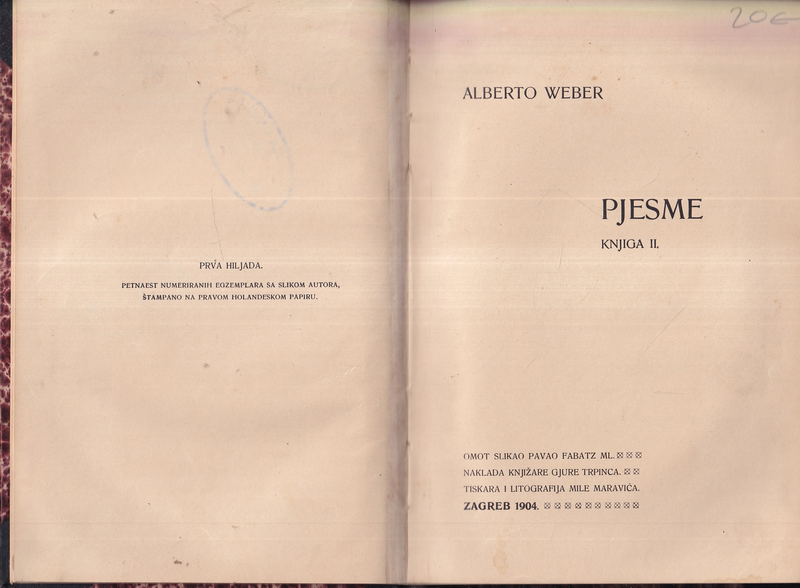 PRVA HILJADA.
PETNAEST NUMERIRANIH EGZEMPLARA SA SLIKOM AUTORA,
ŠTAMPANO NA PRAVOM HOLANDESKOM PAPIRU.
20€
ALBERTO WEBER
PJESME
KNJIGA II.
OMOT SLIKAO PAVAO FABATZ ML.
NAKLADA KNJIŽARE GJURE TRPINCA.
TISKARA I LITOGRAFIJA MILE MARAVIĆA.
ZAGREB 1904.